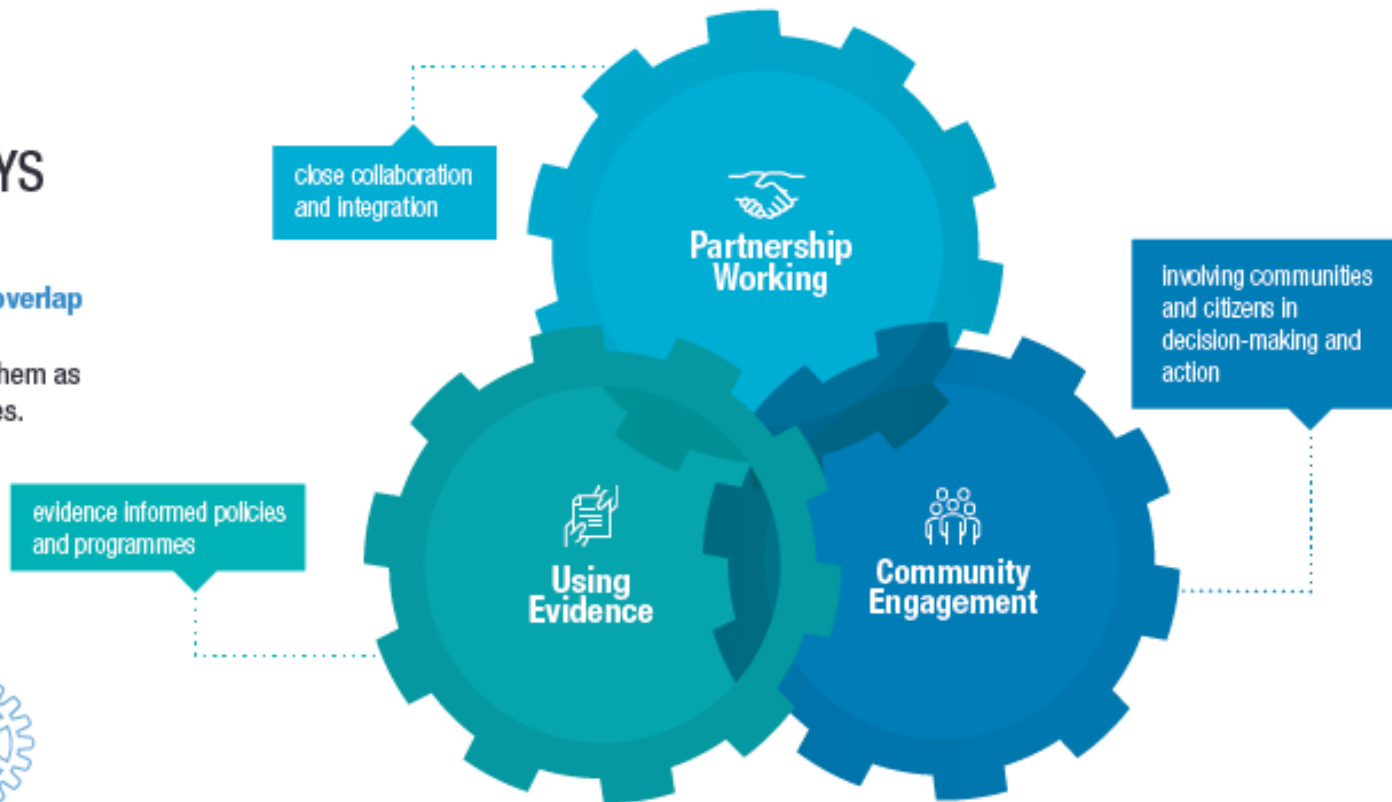 YS
overlap
hem as
es.
close collaboration
and integration
Partnership
Working
involving communities
and citizens in
decision-making and
action
evidence informed policies
and programmes
Using
Evidence
Community
Engagement